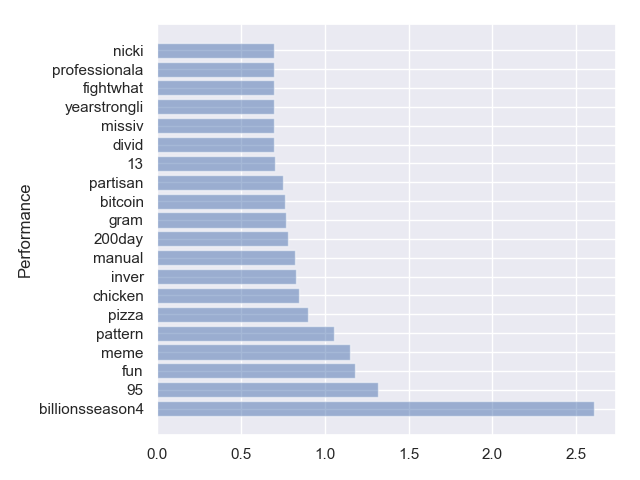 nicki
professionala
fightwhat
yearstrongli
missiv
divid
13
partisan
bitcoin
gram
200day
manual
inver
chicken
pizza
pattern
meme
fun
95
billionsseason4
Performance
0.0 0.5 1.0 1.5 2.0 2.5